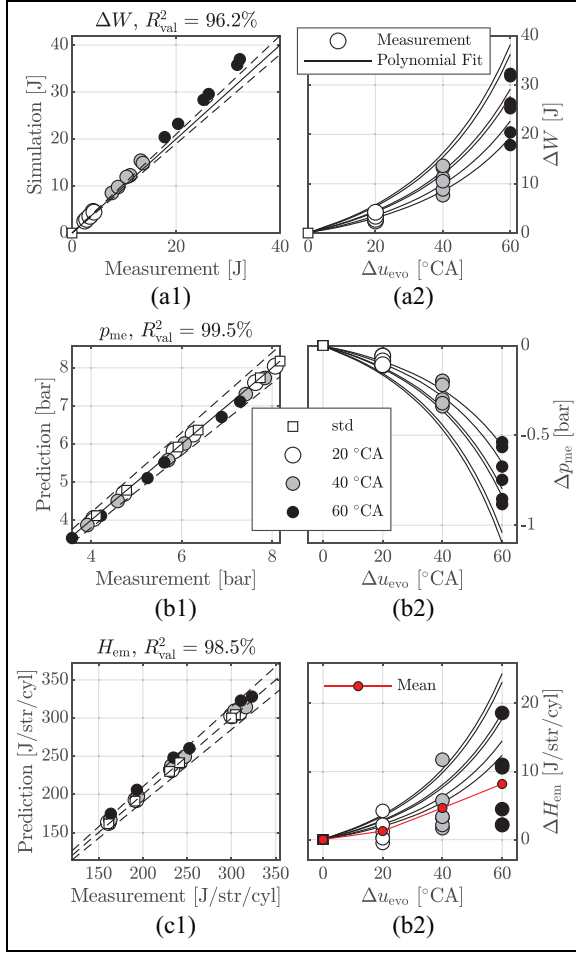 ΔW, R²val = 96.2%
Simulation [J]
40
30
20
10
0
0
20
40
Measurement [J]
(a1)
Measurement
Polynomial Fit
40
30
20
10
0
ΔW [J]
0
20
40
60
Δuevo [°CA]
(a2)
pme, R²val = 99.5%
Prediction [bar]
8
7
6
5
4
4
6
8
Measurement [bar]
(b1)
std
20 °CA
40 °CA
60 °CA
0
-0.5
-1
Δpme [bar]
0
20
40
60
Δuevo [°CA]
(b2)
Hem, R²val = 98.5%
Prediction [J/str/cyl]
350
300
250
200
150
150
200
250
300
350
Measurement [J/str/cyl]
(c1)
Mean
20
10
0
ΔHem [J/str/cyl]
0
20
40
60
Δuevo [°CA]
(b2)